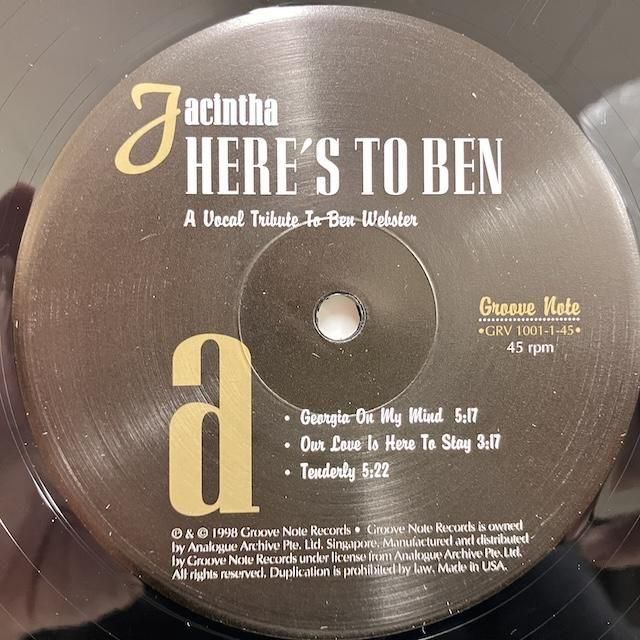 Jacintha
HERE'S TO BEN
A Vocal Tribute To Ben Webster
Groove Note
•GRV 1001-1-45•
45 rpm
a
• Georgia On My Mind 5:17
• Our Love Is Here To Stay 3:17
• Tenderly 5:22
℗ & © 1998 Groove Note Records • Groove Note Records is owned
by Analogue Archive Pte. Ltd. Singapore. Manufactured and distributed
by Groove Note Records under license from Analogue Archive Pte. Ltd.
All rights reserved. Duplication is prohibited by law. Made in USA.